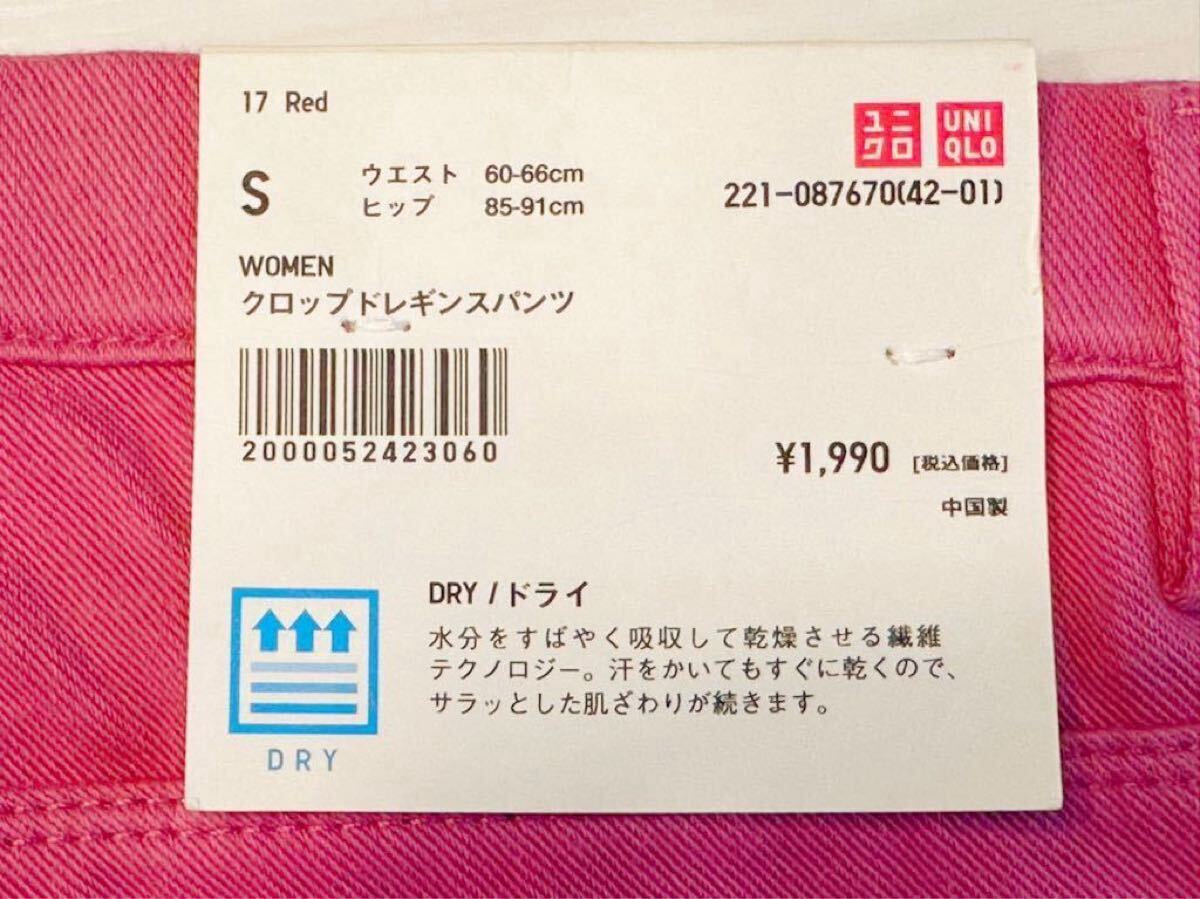 17 Red
ユニクロ UNIQLO
S ウエスト 60-66cm
ヒップ 85-91cm
221-087670(42-01)
WOMEN
クロップドレギンスパンツ
2000052423060
¥1,990 [税込価格]
中国製
DRY / ドライ
水分をすばやく吸収して乾燥させる繊維
テクノロジー。汗をかいてもすぐに乾くので、
サラッとした肌ざわりが続きます。
DRY